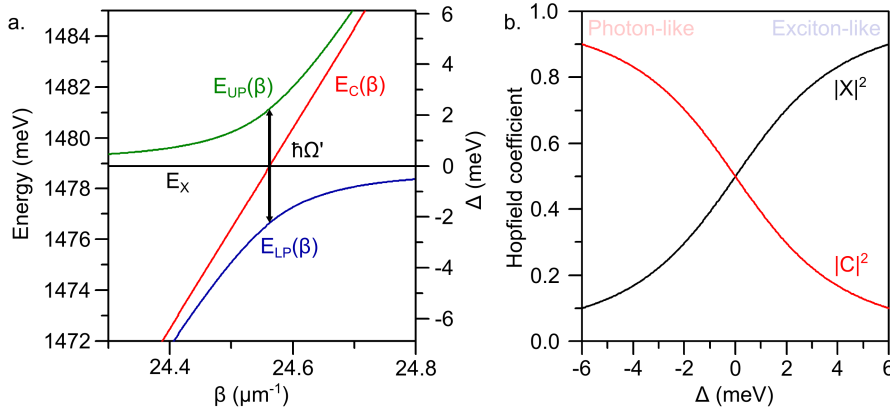 a.
Energy (meV)
1484
1482
1480
1478
1476
1474
1472
E_UP(β)
E_C(β)
ħΩ'
E_X
E_LP(β)
6
4
2
0
-2
-4
-6
Δ (meV)
24.4
24.6
24.8
β (µm⁻¹)
b.
Hopfield coefficient
1.0
0.8
0.6
0.4
0.2
0.0
Photon-like
Exciton-like
|X|²
|C|²
-6
-4
-2
0
2
4
6
Δ (meV)